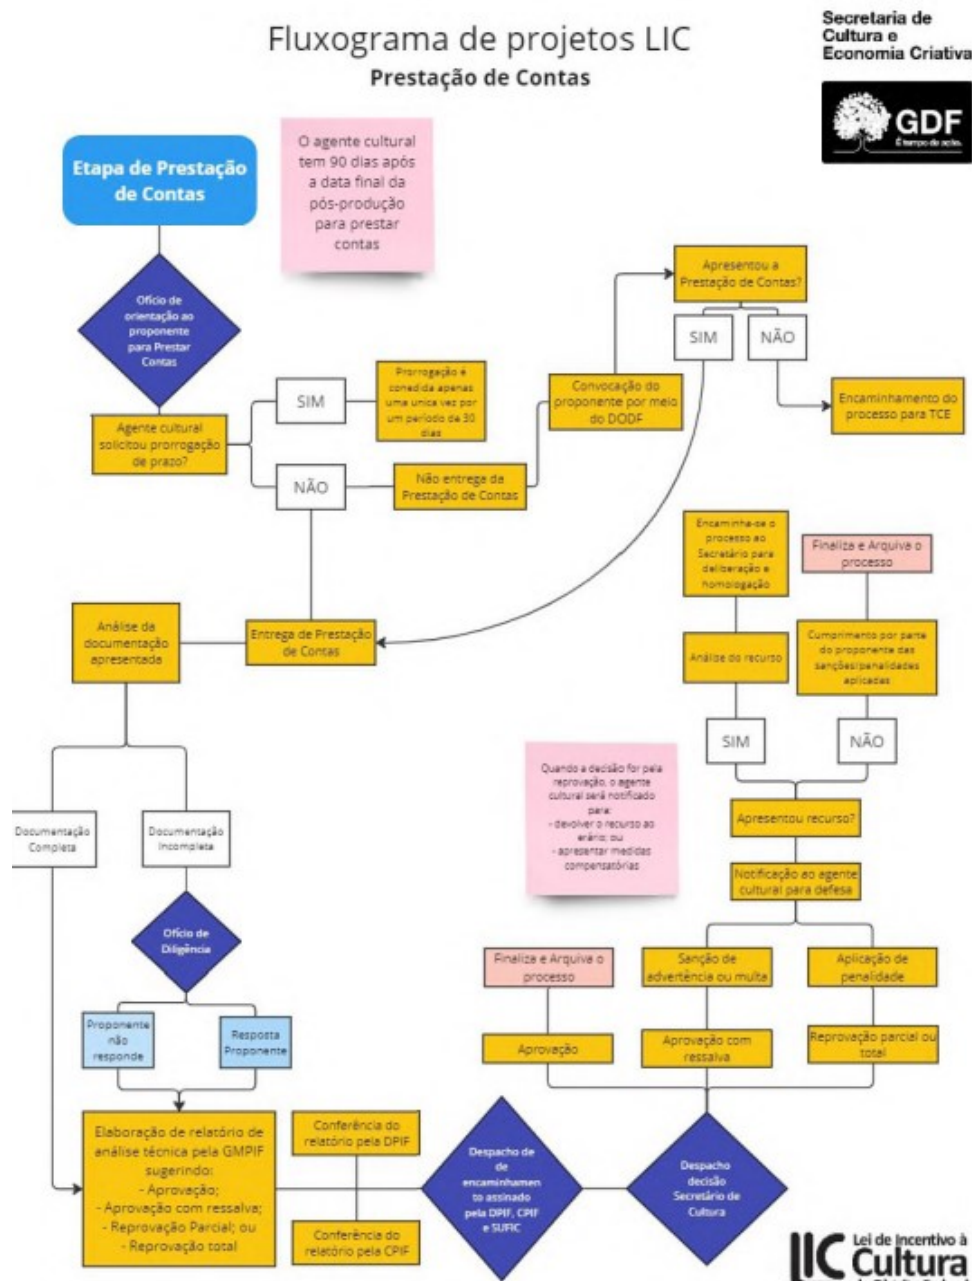 Fluxograma de projetos LIC
Prestação de Contas
Secretaria de
Cultura e
Economia Criativa
GDF
É tempo de ação.
Etapa de Prestação
de Contas
O agente cultural
tem 90 dias após
a data final da
pós-produção
para prestar
contas
Ofício de
orientação ao
proponente
para Prestar
Contas
Agente cultural
solicitou prorrogação
de prazo?
SIM
Prorrogação é
conedida apenas
uma unica vez por
um período de 30
dias
NÃO
Não entrega da
Prestação de Contas
Convocação do
proponente por meio
do DODF
Apresentou a
Prestação de Contas?
SIM
NÃO
Encaminhamento do
processo para TCE
Entrega de Prestação
de Contas
Análise da
documentação
apresentada
Documentação
Completa
Documentação
Incompleta
Ofício de
Diligência
Proponente
não
responde
Resposta
Proponente
Elaboração de relatório de
análise técnica pela GMPIF
sugerindo:
- Aprovação;
- Aprovação com ressalva;
- Reprovação Parcial; ou
- Reprovação total
Conferência do
relatório pela DPIF
Conferência do
relatório pela CPIF
Despacho de
de
encaminhamen
to assinado
pela DPIF, CPIF
e SUFIC
Despacho
decisão
Secretário de
Cultura
Aprovação
Finaliza e Arquiva o
processo
Aprovação com
ressalva
Sanção de
advertência ou multa
Reprovação parcial ou
total
Aplicação de
penalidade
Quando a decisão for pela
reprovação, o agente
cultural será notificado
para:
- devolver o recurso ao
erário; ou
- apresentar medidas
compensatórias
Notificação ao agente
cultural para defesa
Apresentou recurso?
SIM
NÃO
Análise do recurso
Encaminha-se o
processo ao
Secretário para
deliberação e
homologação
Cumprimento por parte
do proponente das
sanções/penalidades
aplicadas
Finaliza e Arquiva o
processo
LIC
Lei de Incentivo à
Cultura